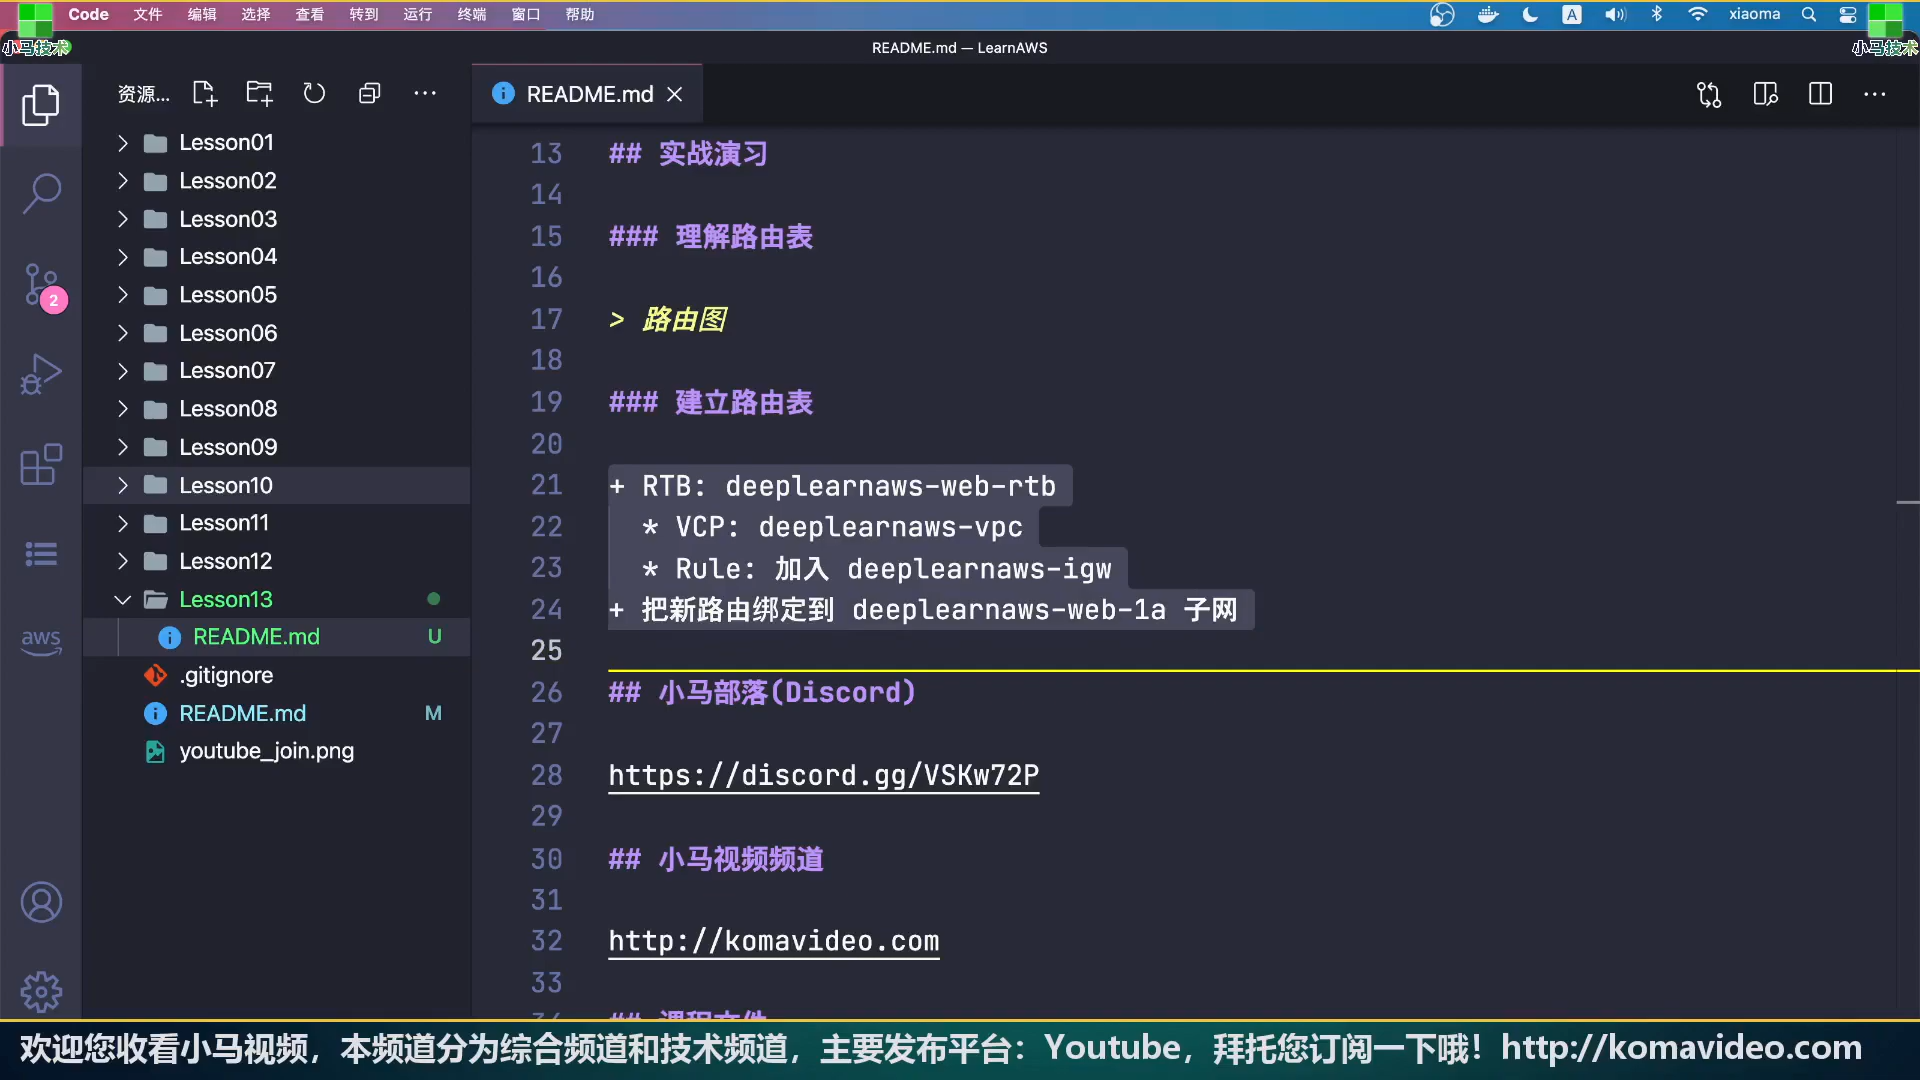 Code 文件 编辑 选择 查看 转到 运行 终端 窗口 帮助 A xiaoma
小马技术 README.md — LearnAWS 小马技术
资源... README.md
Lesson01
Lesson02
Lesson03
Lesson04
Lesson05
Lesson06
Lesson07
Lesson08
Lesson09
Lesson10
Lesson11
Lesson12
Lesson13
README.md U
.gitignore
README.md M
youtube_join.png
2
aws
13 ## 实战演习
14
15 ### 理解路由表
16
17 > 路由图
18
19 ### 建立路由表
20
21 + RTB: deeplearnaws-web-rtb
22 * VCP: deeplearnaws-vpc
23 * Rule: 加入 deeplearnaws-igw
24 + 把新路由绑定到 deeplearnaws-web-1a 子网
25
26 ## 小马部落(Discord)
27
28 https://discord.gg/VSKw72P
29
30 ## 小马视频频道
31
32 http://komavideo.com
33
34 ## 课程文件
欢迎您收看小马视频，本频道分为综合频道和技术频道，主要发布平台：Youtube，拜托您订阅一下哦！http://komavideo.com